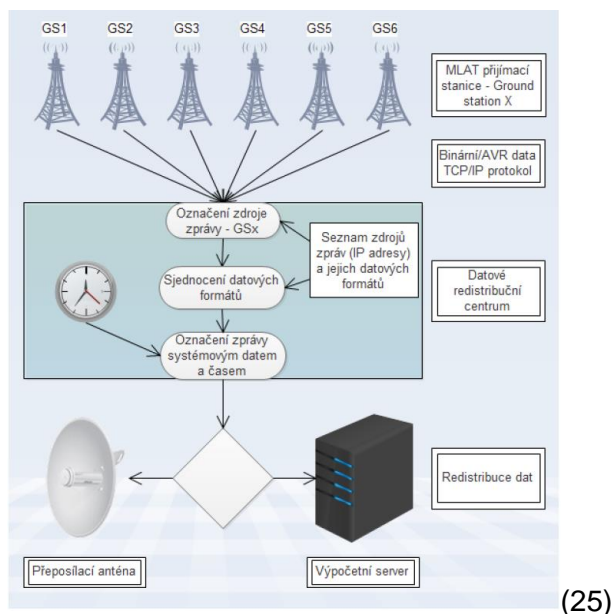 GS1 GS2 GS3 GS4 GS5 GS6
MLAT přijímací
stanice - Ground
station X
Binární/AVR data
TCP/IP protokol
Označení zdroje
zprávy - GSx
Seznam zdrojů
zpráv (IP adresy)
a jejich datových
formátů
Sjednocení datových
formátů
Datové
redistribuční
centrum
Označení zprávy
systémovým datem
a časem
Redistribuce dat
Přeposílací anténa
Výpočetní server
(25)